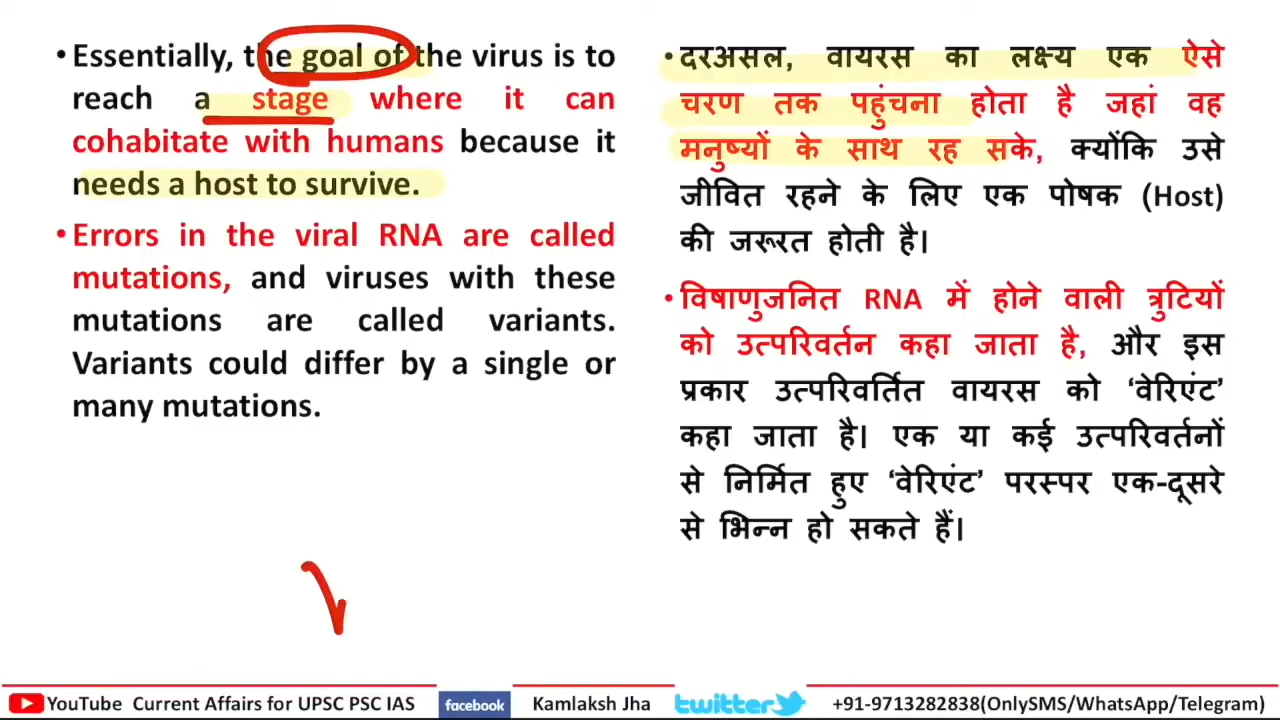 • Essentially, the goal of the virus is to
reach a stage where it can
cohabitate with humans because it
needs a host to survive.
• Errors in the viral RNA are called
mutations, and viruses with these
mutations are called variants.
Variants could differ by a single or
many mutations.
• दरअसल, वायरस का लक्ष्य एक ऐसे
चरण तक पहुंचना होता है जहां वह
मनुष्यों के साथ रह सके, क्योंकि उसे
जीवित रहने के लिए एक पोषक (Host)
की जरूरत होती है।
• विषाणुजनित RNA में होने वाली त्रुटियों
को उत्परिवर्तन कहा जाता है, और इस
प्रकार उत्परिवर्तित वायरस को ‘वेरिएंट’
कहा जाता है। एक या कई उत्परिवर्तनों
से निर्मित हुए ‘वेरिएंट’ परस्पर एक-दूसरे
से भिन्न हो सकते हैं।
YouTube Current Affairs for UPSC PSC IAS facebook Kamlaksh Jha twitter +91-9713282838(OnlySMS/WhatsApp/Telegram)